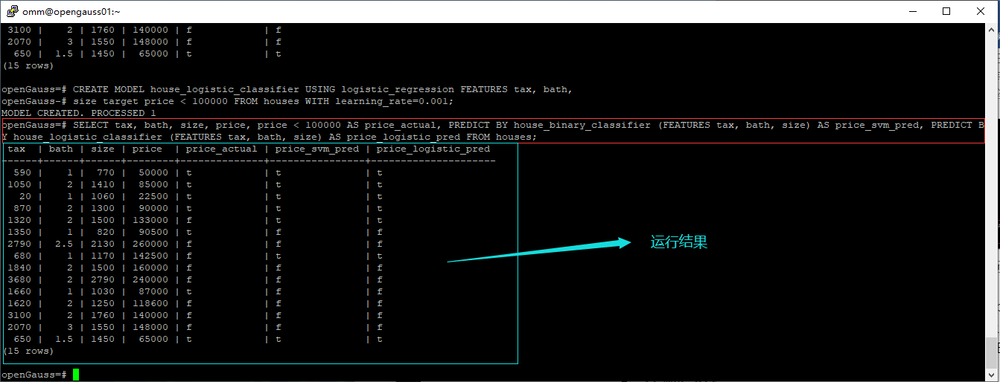 omm@opengauss01:~
3100 | 2 | 1760 | 140000 | f | f
2070 | 3 | 1550 | 148000 | f | f
650 | 1.5 | 1450 | 65000 | t | t
(15 rows)
openGauss=# CREATE MODEL house_logistic_classifier USING logistic_regression FEATURES tax, bath,
openGauss-# size target price < 100000 FROM houses WITH learning_rate=0.001;
MODEL CREATED. PROCESSED 1
openGauss=# SELECT tax, bath, size, price, price < 100000 AS price_actual, PREDICT BY house_binary_classifier (FEATURES tax, bath, size) AS price_svm_pred, PREDICT B
Y house_logistic_classifier (FEATURES tax, bath, size) AS price_logistic_pred FROM houses;
tax | bath | size | price | price_actual | price_svm_pred | price_logistic_pred
------+------+------+--------+--------------+----------------+---------------------
590 | 1 | 770 | 50000 | t | t | t
1050 | 2 | 1410 | 85000 | t | t | t
20 | 1 | 1060 | 22500 | t | t | t
870 | 2 | 1300 | 90000 | t | t | t
1320 | 2 | 1500 | 133000 | f | t | t
1350 | 1 | 820 | 90500 | t | t | t
2790 | 2.5 | 2130 | 260000 | f | f | f
680 | 1 | 1170 | 142500 | f | t | t
1840 | 2 | 1500 | 160000 | f | f | f
3680 | 2 | 2790 | 240000 | f | f | f
1660 | 1 | 1030 | 87000 | t | f | f
1620 | 2 | 1250 | 118600 | f | f | f
3100 | 2 | 1760 | 140000 | f | f | f
2070 | 3 | 1550 | 148000 | f | f | f
650 | 1.5 | 1450 | 65000 | t | t | t
(15 rows)
openGauss=#
运行结果